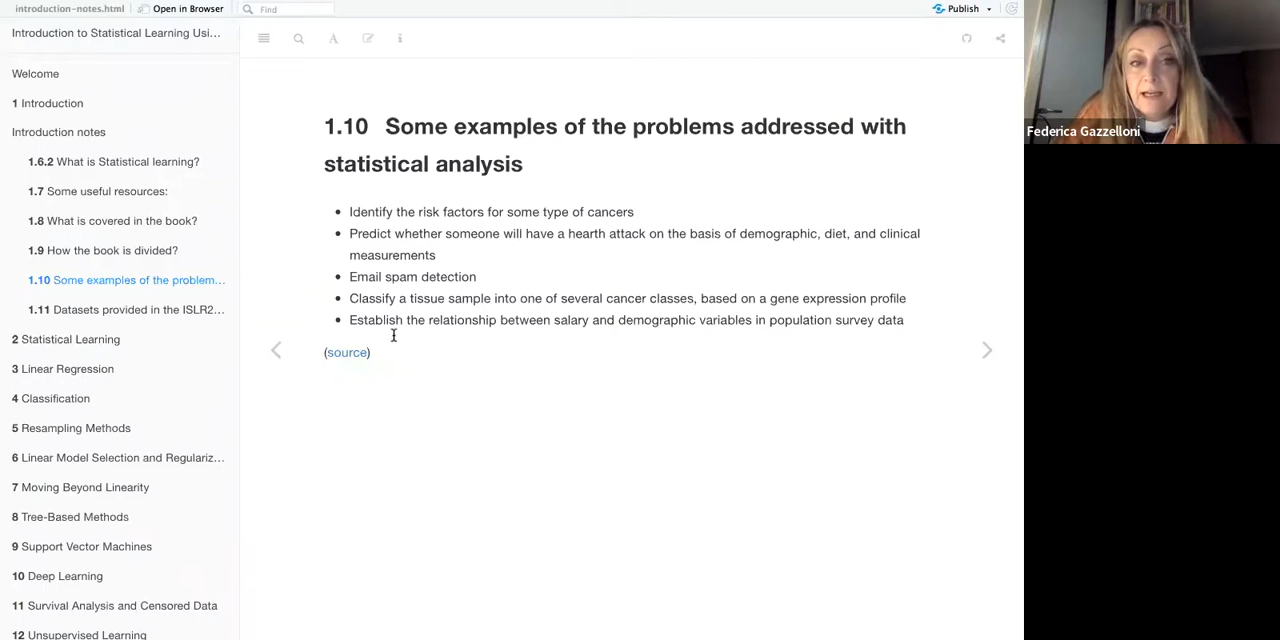 introduction-notes.html
Open in Browser
Find
Publish
Introduction to Statistical Learning Usi...
Welcome
1 Introduction
Introduction notes
1.6.2 What is Statistical learning?
1.7 Some useful resources:
1.8 What is covered in the book?
1.9 How the book is divided?
1.10 Some examples of the problem...
1.11 Datasets provided in the ISLR2...
2 Statistical Learning
3 Linear Regression
4 Classification
5 Resampling Methods
6 Linear Model Selection and Regulariz...
7 Moving Beyond Linearity
8 Tree-Based Methods
9 Support Vector Machines
10 Deep Learning
11 Survival Analysis and Censored Data
12 Unsupervised Learning
A
i
1.10 Some examples of the problems addressed with
statistical analysis
• Identify the risk factors for some type of cancers
• Predict whether someone will have a hearth attack on the basis of demographic, diet, and clinical
measurements
• Email spam detection
• Classify a tissue sample into one of several cancer classes, based on a gene expression profile
• Establish the relationship between salary and demographic variables in population survey data
(source)
Federica Gazzelloni